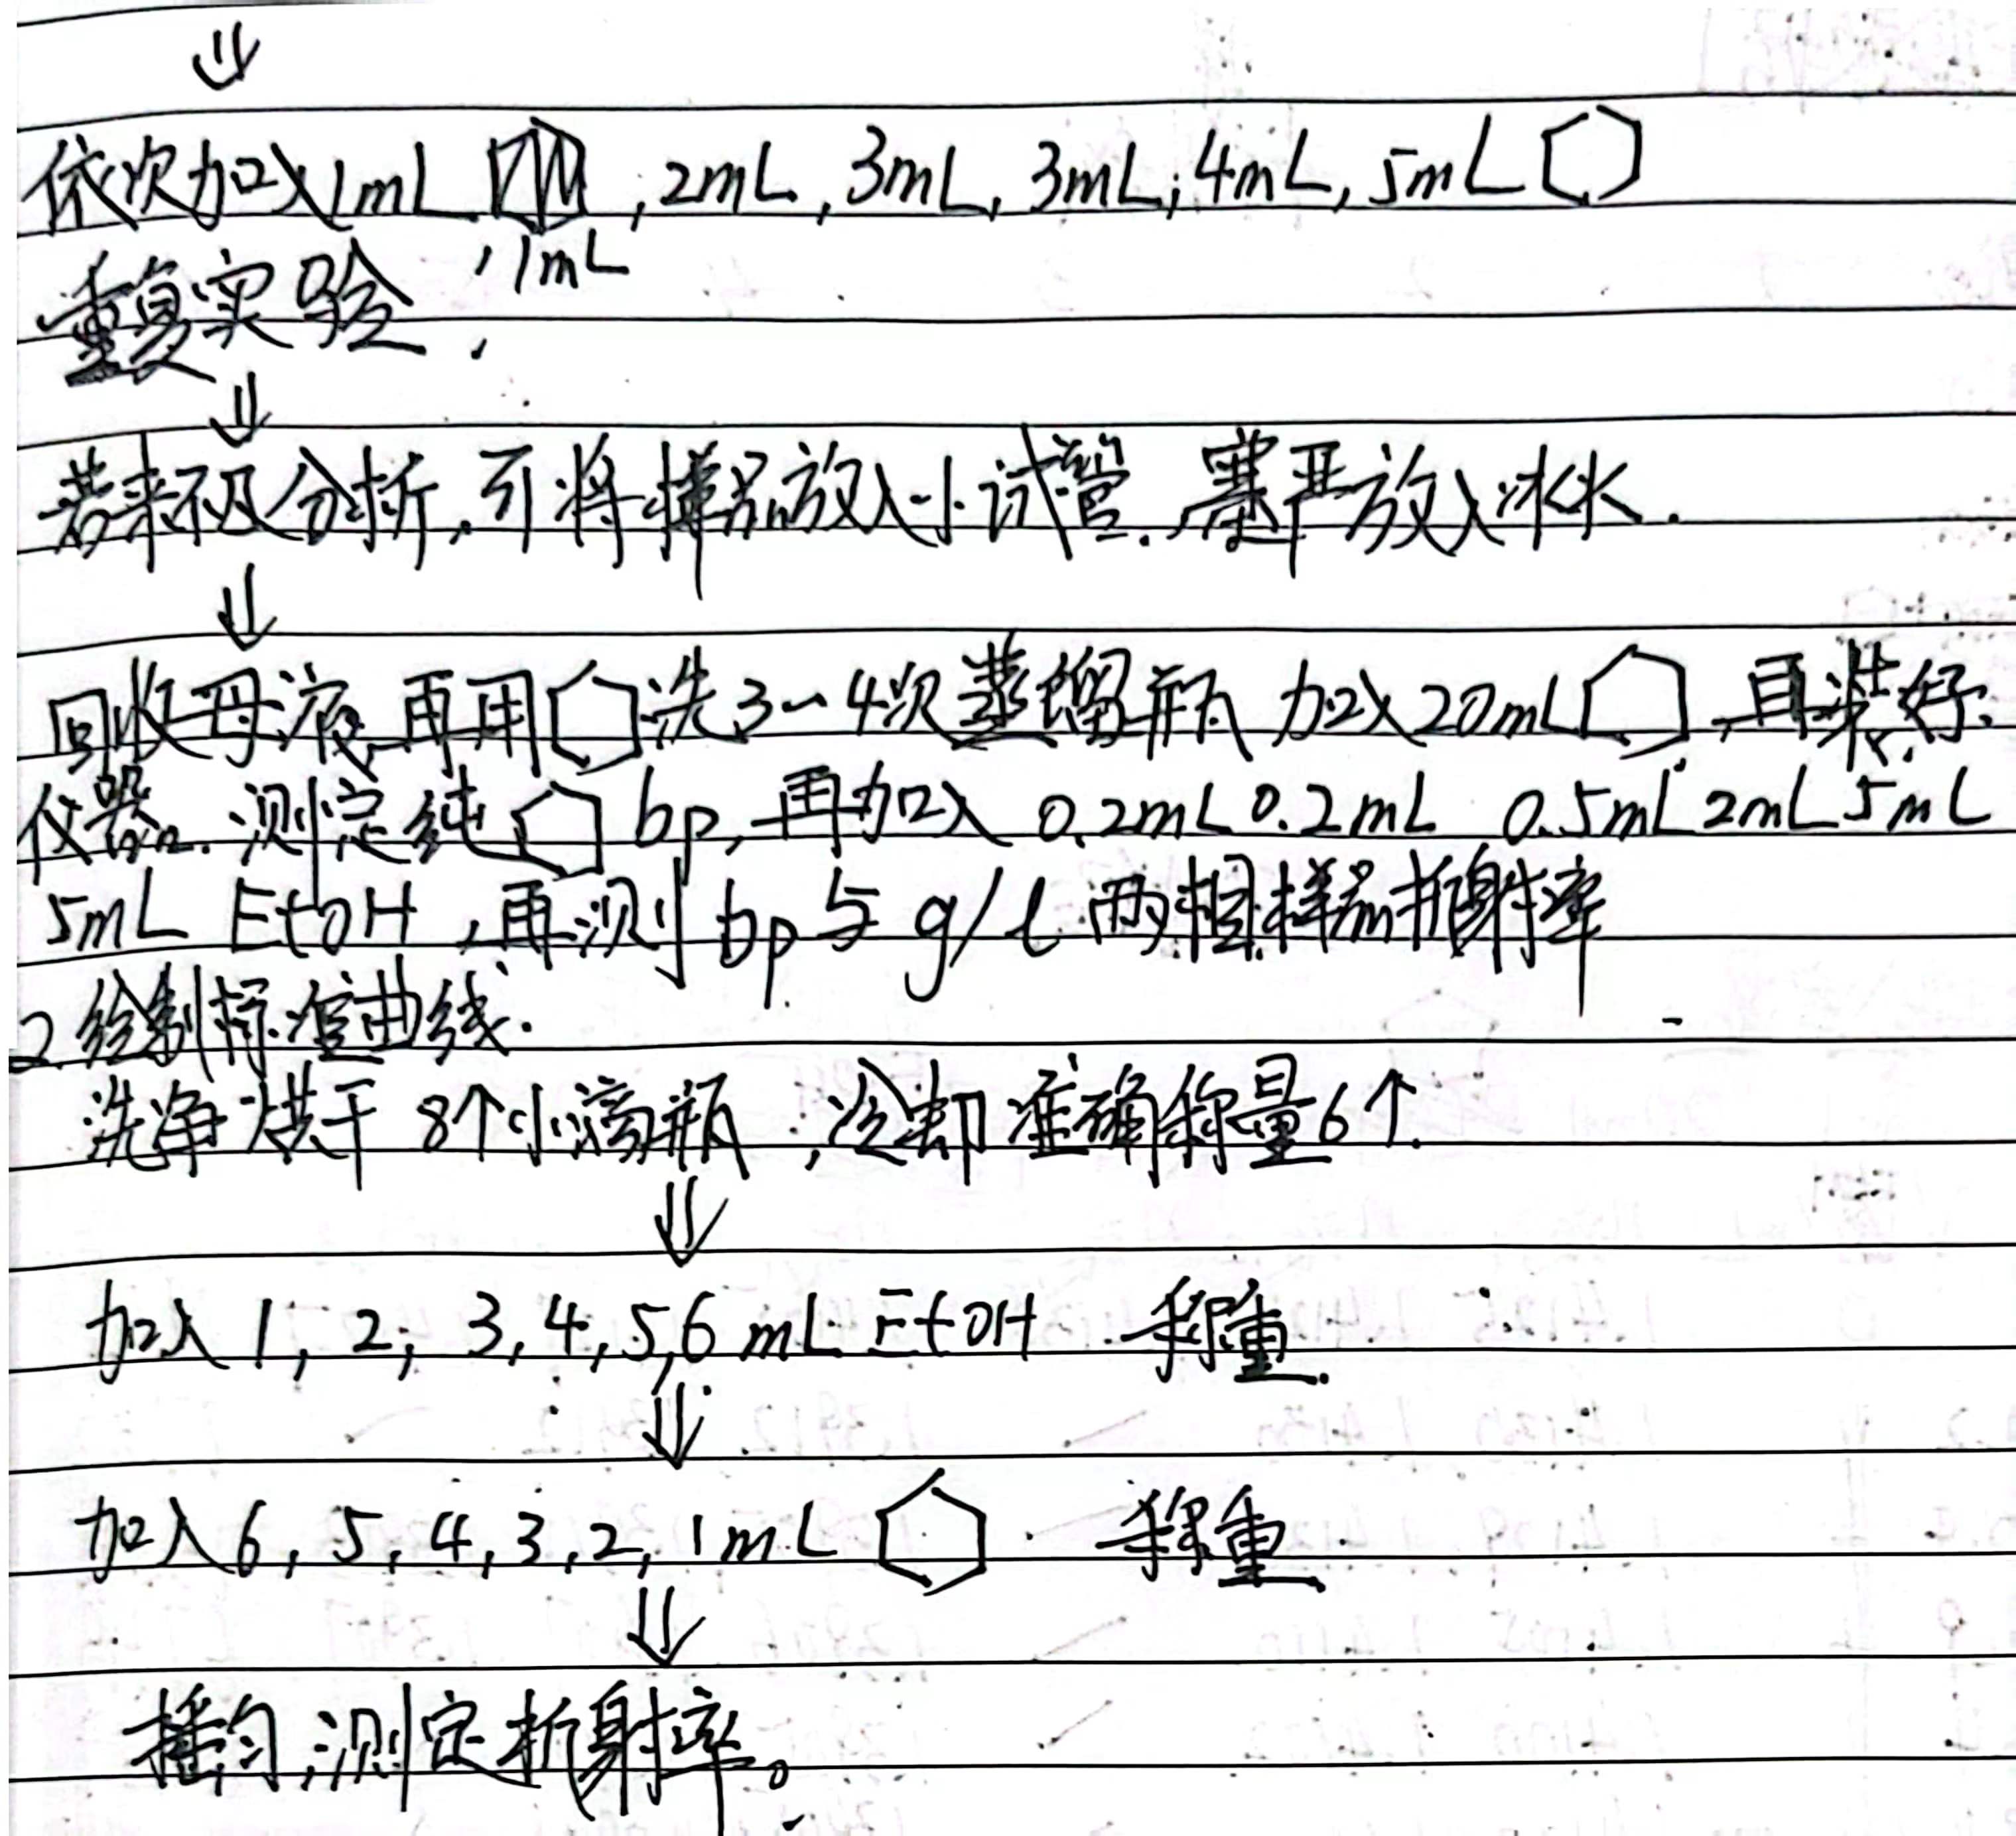 ⇓
依次加入1mL , 2mL, 3mL, 3mL, 4mL, 5mL ⬡
, 1mL
重复实验.
⇓
若来不及分析,可将样品放入小试管,塞严放入冰水.
⇓
回收母液,再用⬡洗3~4次蒸馏瓶 加入20mL⬡,再装好
仪器.测定纯⬡ bp,再加入 0.2mL 0.2mL 0.5mL 2mL 5mL
5mL EtOH,再测bp与g/l两相样品折射率
2.绘制标准曲线.
洗净烘干 8个小滴瓶,冷却 准确称量6个.
⇓
加入 1, 2, 3, 4, 5, 6 mL EtOH 称重.
⇓
加入 6, 5, 4, 3, 2, 1 mL ⬡ 称重.
⇓
摇匀,测定折射率。